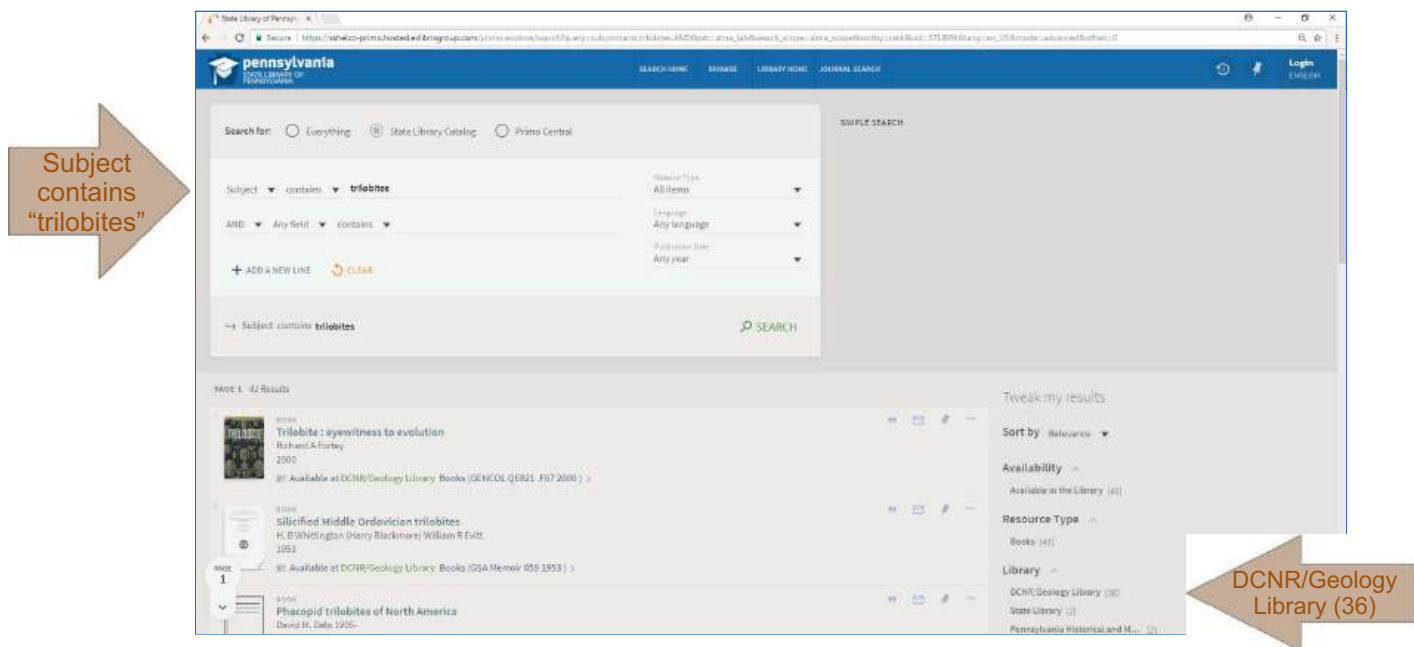 State Library of Pennsyl
Secure
pennsylvania
STATE LIBRARY OF
PENNSYLVANIA
SEARCH HOME BROWSE LIBRARY HOME JOURNAL SEARCH
Login
ENGLISH
Subject
contains
“trilobites”
Search for: Everything State Library Catalog Primo Central
SIMPLE SEARCH
Subject contains trilobites
Material Type
All items
AND Any field contains
Language
Any language
Publication Date
Any year
+ ADD A NEW LINE CLEAR
Subject contains trilobites
SEARCH
PAGE 1 42 Results
BOOK
Trilobite : eyewitness to evolution
Richard A Fortey
2000
Available at DCNR/Geology Library Books (GENCOL QE821 .F67 2000 ) >
BOOK
Silicified Middle Ordovician trilobites
H. B Whittington (Harry Blackmore) William R Evitt
1953
Available at DCNR/Geology Library Books (GSA Memoir 059 1953 ) >
PAGE
1
BOOK
Phacopid trilobites of North America
David M. Delo 1905-
Tweak my results
Sort by Relevance
Availability
Available in the Library (42)
Resource Type
Books (42)
Library
DCNR/Geology Library (36)
State Library (2)
Pennsylvania Historical and M...
DCNR/Geology
Library (36)